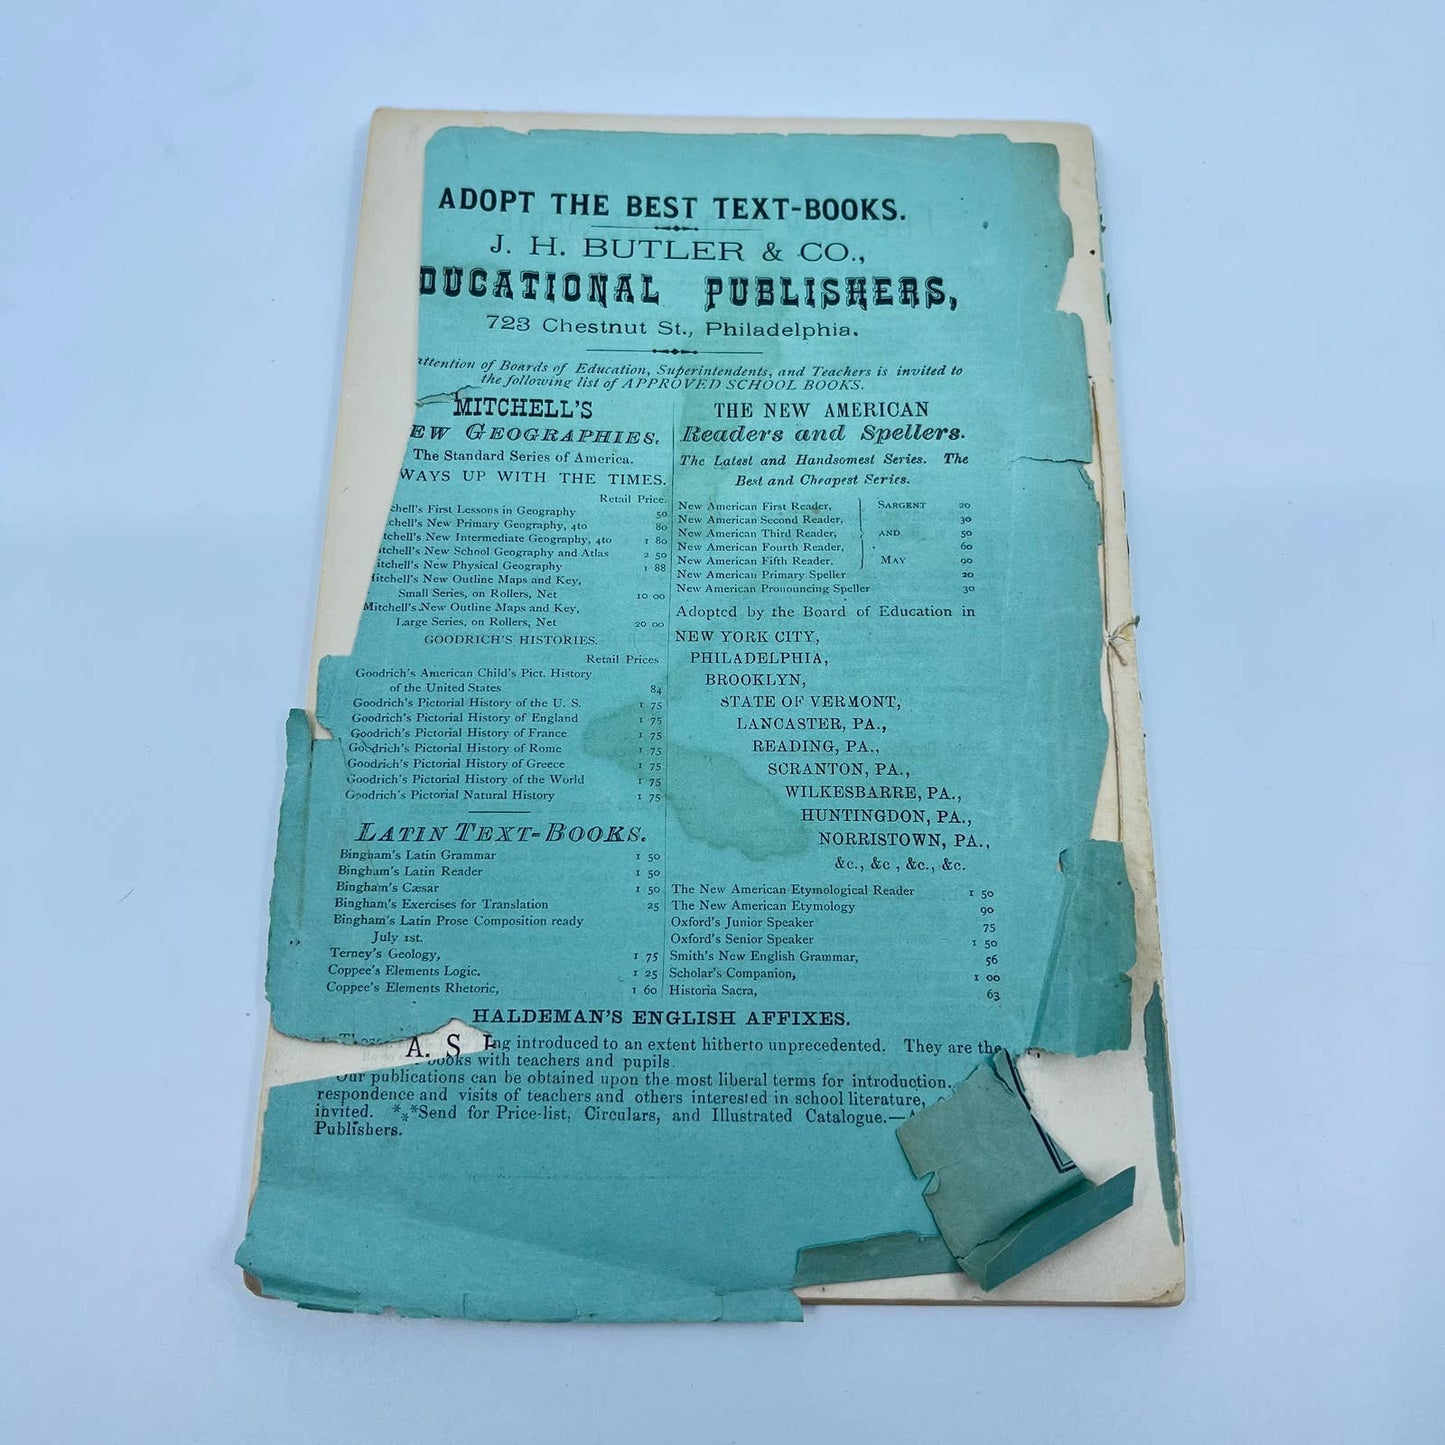 ADOPT THE BEST TEXT-BOOKS.
J. H. BUTLER & CO.,
DUCATIONAL PUBLISHERS,
723 Chestnut St., Philadelphia.
attention of Boards of Education, Superintendents, and Teachers is invited to
the following list of APPROVED SCHOOL BOOKS.
MITCHELL'S
EW GEOGRAPHIES.
The Standard Series of America.
WAYS UP WITH THE TIMES.
Retail Price.
chell's First Lessons in Geography 50
chell's New Primary Geography, 4to 80
tchell's New Intermediate Geography, 4to 1 80
itchell's New School Geography and Atlas 2 50
itchell's New Physical Geography 1 88
Mitchell's New Outline Maps and Key,
Small Series, on Rollers, Net 10 00
Mitchell's New Outline Maps and Key,
Large Series, on Rollers, Net 20 00
GOODRICH'S HISTORIES.
Retail Prices
Goodrich's American Child's Pict. History
of the United States 84
Goodrich's Pictorial History of the U. S. 1 75
Goodrich's Pictorial History of England 1 75
Goodrich's Pictorial History of France 1 75
Goodrich's Pictorial History of Rome 1 75
Goodrich's Pictorial History of Greece 1 75
Goodrich's Pictorial History of the World 1 75
Goodrich's Pictorial Natural History 1 75
LATIN TEXT-BOOKS.
Bingham's Latin Grammar 1 50
Bingham's Latin Reader 1 50
Bingham's Cæsar 1 50
Bingham's Exercises for Translation 25
Bingham's Latin Prose Composition ready
July 1st.
Terney's Geology, 1 75
Coppee's Elements Logic. 1 25
Coppee's Elements Rhetoric, 1 60
THE NEW AMERICAN
Readers and Spellers.
The Latest and Handsomest Series. The
Best and Cheapest Series.
New American First Reader, SARGENT 20
New American Second Reader, 30
New American Third Reader, AND 50
New American Fourth Reader, 60
New American Fifth Reader. MAY 90
New American Primary Speller 20
New American Pronouncing Speller 30
Adopted by the Board of Education in
NEW YORK CITY,
PHILADELPHIA,
BROOKLYN,
STATE OF VERMONT,
LANCASTER, PA.,
READING, PA.,
SCRANTON, PA.,
WILKESBARRE, PA.,
HUNTINGDON, PA.,
NORRISTOWN, PA.,
&c., &c , &c., &c.
The New American Etymological Reader 1 50
The New American Etymology 90
Oxford's Junior Speaker 75
Oxford's Senior Speaker 1 50
Smith's New English Grammar, 56
Scholar's Companion, 1 00
Historia Sacra, 63
HALDEMAN'S ENGLISH AFFIXES.
A. S
ing introduced to an extent hitherto unprecedented. They are the
books with teachers and pupils.
Our publications can be obtained upon the most liberal terms for introduction.
respondence and visits of teachers and others interested in school literature,
invited. *⁎*Send for Price-list, Circulars, and Illustrated Catalogue.—A
Publishers.